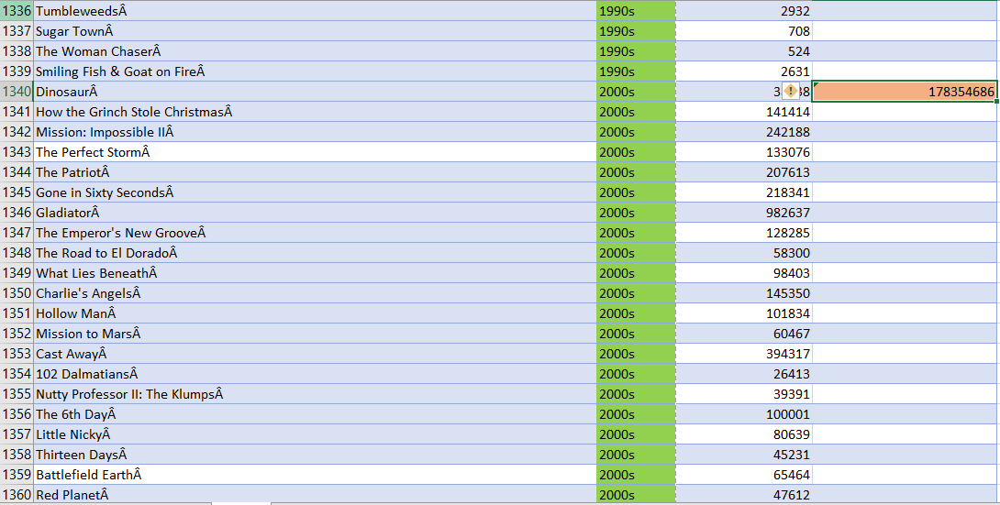 1336 TumbleweedsÂ 1990s 2932
1337 Sugar TownÂ 1990s 708
1338 The Woman ChaserÂ 1990s 524
1339 Smiling Fish & Goat on FireÂ 1990s 2631
1340 DinosaurÂ 2000s 178354686
1341 How the Grinch Stole ChristmasÂ 2000s 141414
1342 Mission: Impossible IIÂ 2000s 242188
1343 The Perfect StormÂ 2000s 133076
1344 The PatriotÂ 2000s 207613
1345 Gone in Sixty SecondsÂ 2000s 218341
1346 GladiatorÂ 2000s 982637
1347 The Emperor's New GrooveÂ 2000s 128285
1348 The Road to El DoradoÂ 2000s 58300
1349 What Lies BeneathÂ 2000s 98403
1350 Charlie's AngelsÂ 2000s 145350
1351 Hollow ManÂ 2000s 101834
1352 Mission to MarsÂ 2000s 60467
1353 Cast AwayÂ 2000s 394317
1354 102 DalmatiansÂ 2000s 26413
1355 Nutty Professor II: The KlumpsÂ 2000s 39391
1356 The 6th DayÂ 2000s 100001
1357 Little NickyÂ 2000s 80639
1358 Thirteen DaysÂ 2000s 45231
1359 Battlefield EarthÂ 2000s 65464
1360 Red PlanetÂ 2000s 47612